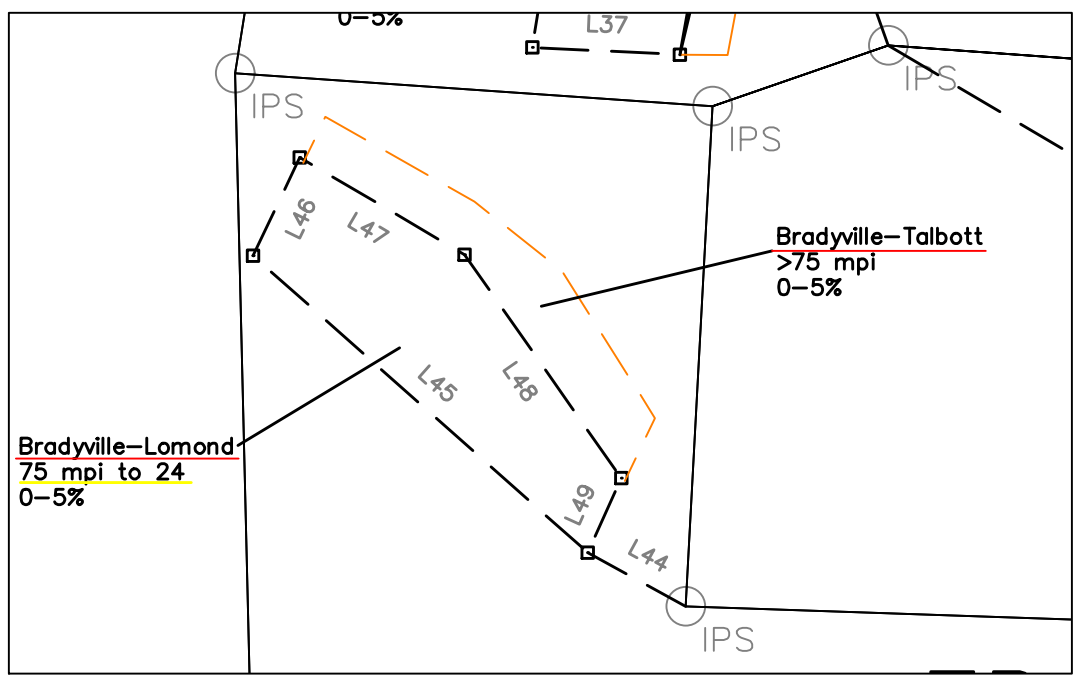 0-5%
L37
IPS
IPS
IPS
L46
L47
Bradyville-Talbott
>75 mpi
0-5%
L45
L48
Bradyville-Lomond
75 mpi to 24
0-5%
L49
L44
IPS